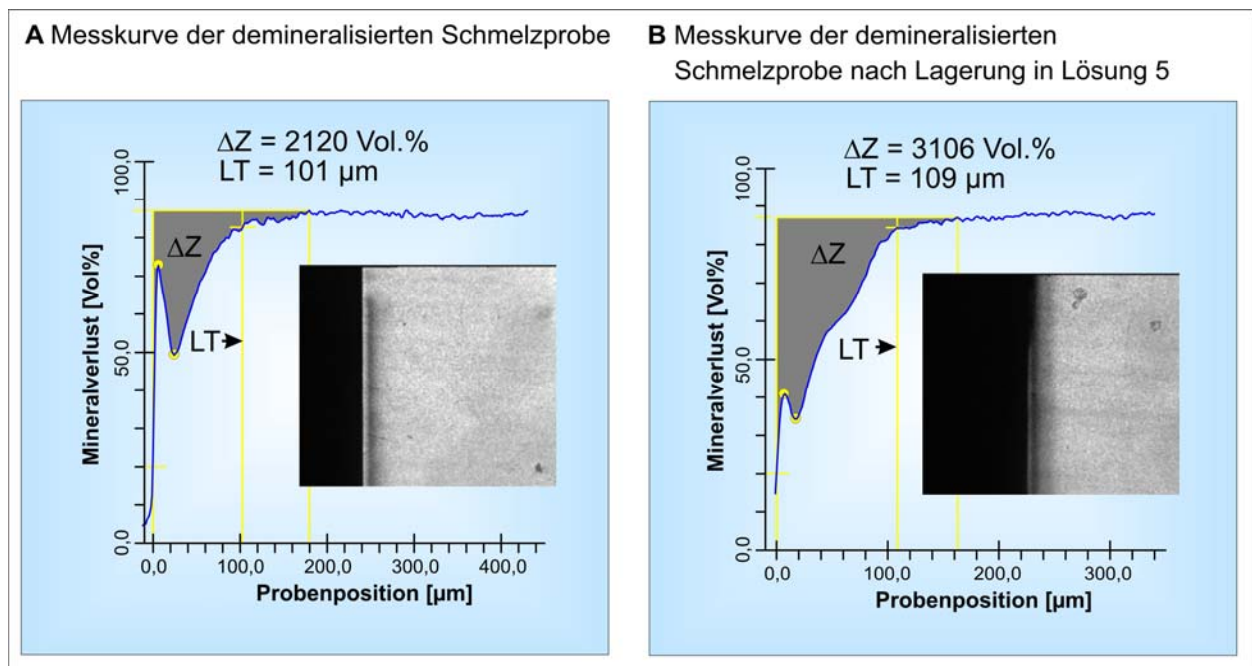 A Messkurve der demineralisierten Schmelzprobe
ΔZ = 2120 Vol.%
LT = 101 µm
ΔZ
LT
Mineralverlust [Vol%]
100,0
50,0
0,0
0,0 100,0 200,0 300,0 400,0
Probenposition [µm]
B Messkurve der demineralisierten
Schmelzprobe nach Lagerung in Lösung 5
ΔZ = 3106 Vol.%
LT = 109 µm
ΔZ
LT
Mineralverlust [Vol%]
100,0
50,0
0,0
0,0 100,0 200,0 300,0
Probenposition [µm]